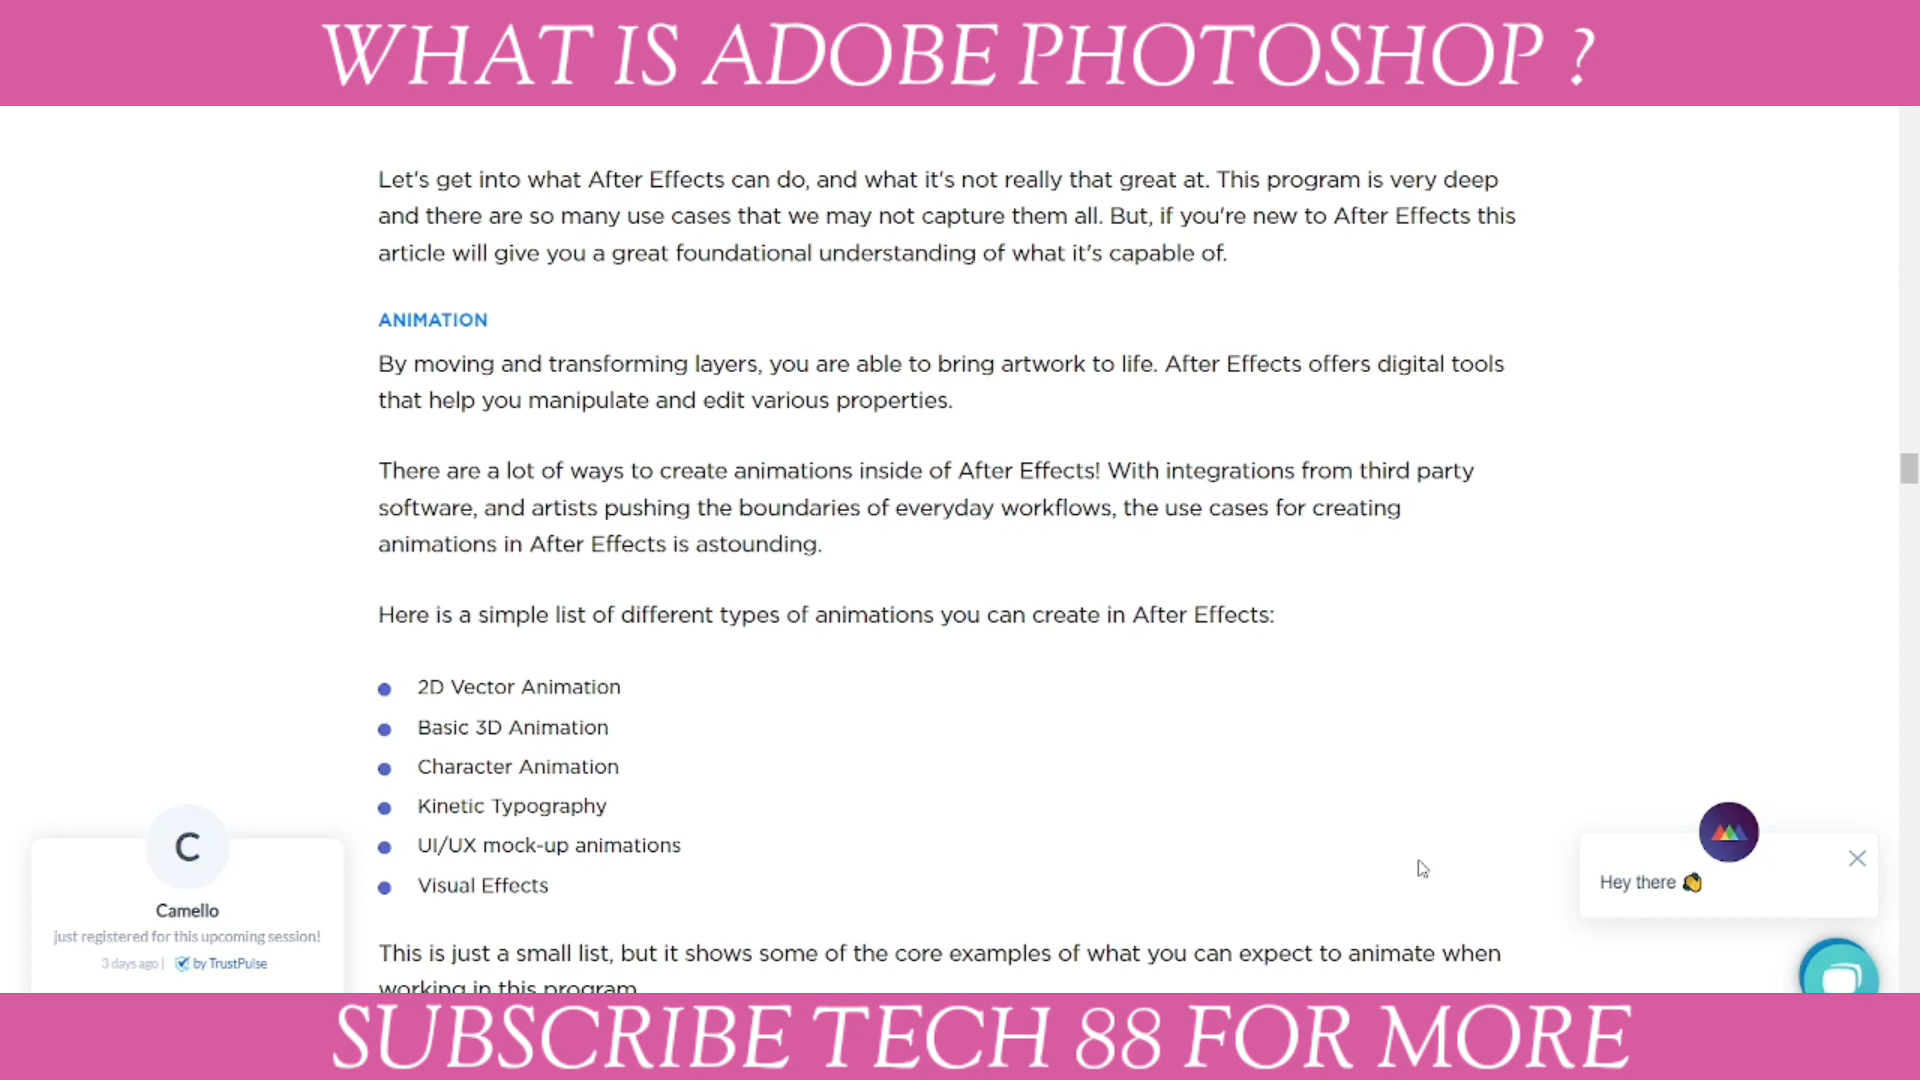 WHAT IS ADOBE PHOTOSHOP ?
Let's get into what After Effects can do, and what it's not really that great at. This program is very deep
and there are so many use cases that we may not capture them all. But, if you're new to After Effects this
article will give you a great foundational understanding of what it's capable of.
ANIMATION
By moving and transforming layers, you are able to bring artwork to life. After Effects offers digital tools
that help you manipulate and edit various properties.
There are a lot of ways to create animations inside of After Effects! With integrations from third party
software, and artists pushing the boundaries of everyday workflows, the use cases for creating
animations in After Effects is astounding.
Here is a simple list of different types of animations you can create in After Effects:
2D Vector Animation
Basic 3D Animation
Character Animation
Kinetic Typography
UI/UX mock-up animations
Visual Effects
This is just a small list, but it shows some of the core examples of what you can expect to animate when
working in this program.
C
Camello
just registered for this upcoming session!
3 days ago | by TrustPulse
Hey there 👋
SUBSCRIBE TECH 88 FOR MORE